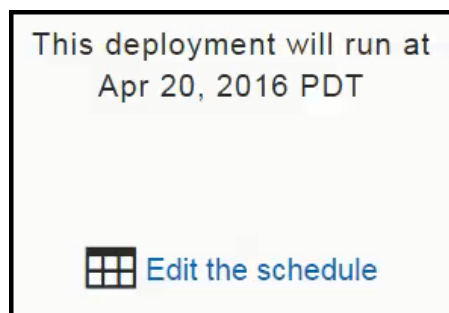 This deployment will run at
Apr 20, 2016 PDT
Edit the schedule